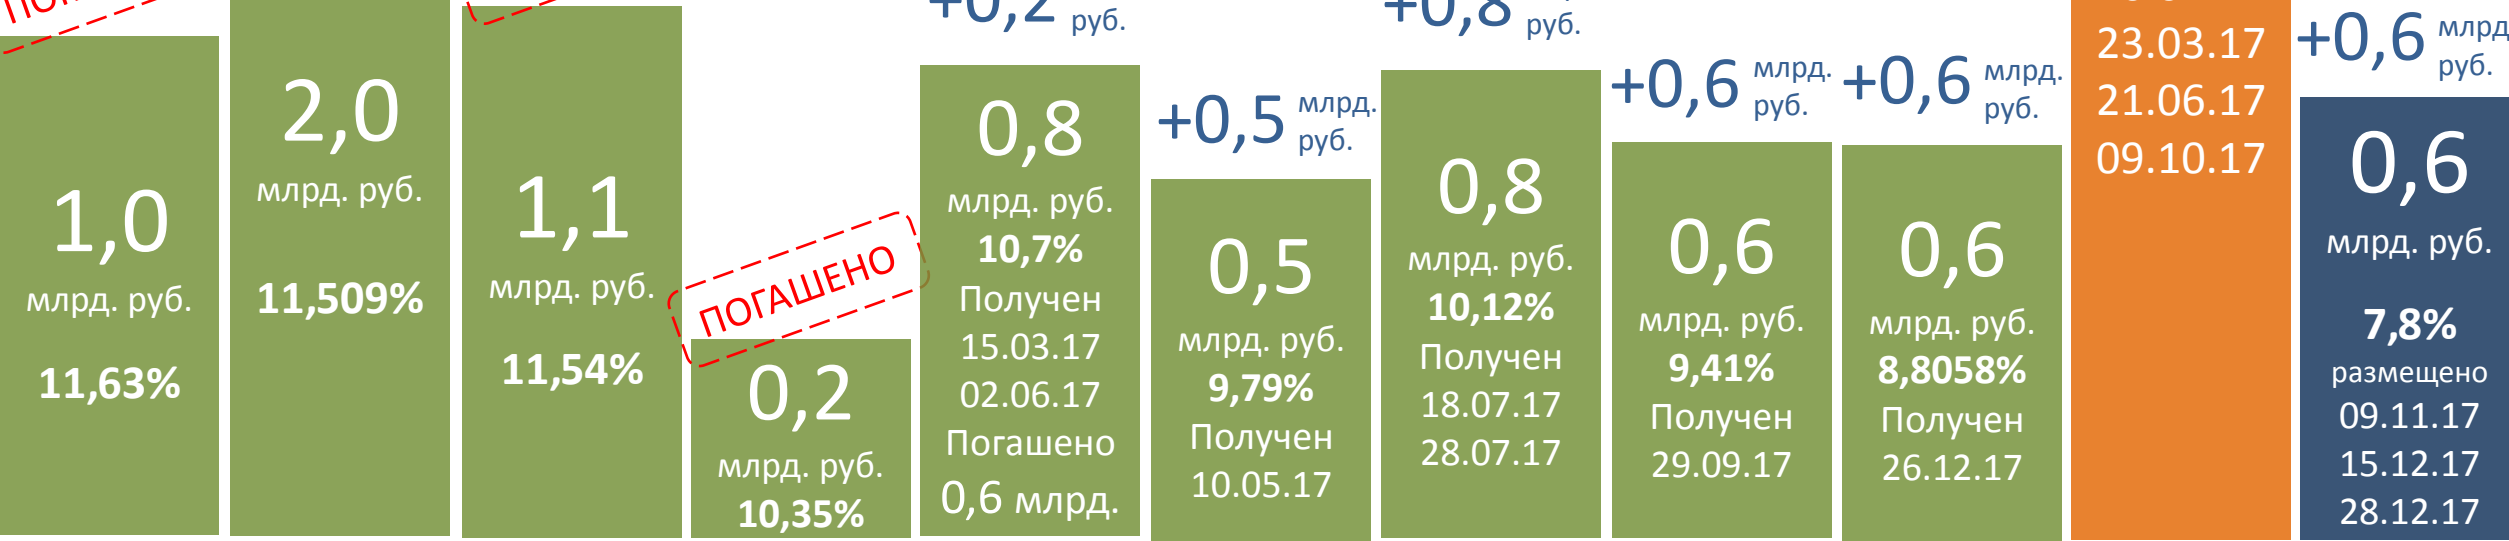 1,0
млрд. руб.
11,63%
2,0
млрд. руб.
11,509%
1,1
млрд. руб.
11,54%
ПОГАШЕНО
0,2
млрд. руб.
10,35%
+0,2 руб.
0,8
млрд. руб.
10,7%
Получен
15.03.17
02.06.17
Погашено
0,6 млрд.
+0,5 млрд.
руб.
0,5
млрд. руб.
9,79%
Получен
10.05.17
+0,8 руб.
0,8
млрд. руб.
10,12%
Получен
18.07.17
28.07.17
+0,6 млрд.
руб.
0,6
млрд. руб.
9,41%
Получен
29.09.17
+0,6 млрд.
руб.
0,6
млрд. руб.
8,8058%
Получен
26.12.17
23.03.17
21.06.17
09.10.17
+0,6 млрд
руб.
0,6
млрд. руб.
7,8%
размещено
09.11.17
15.12.17
28.12.17